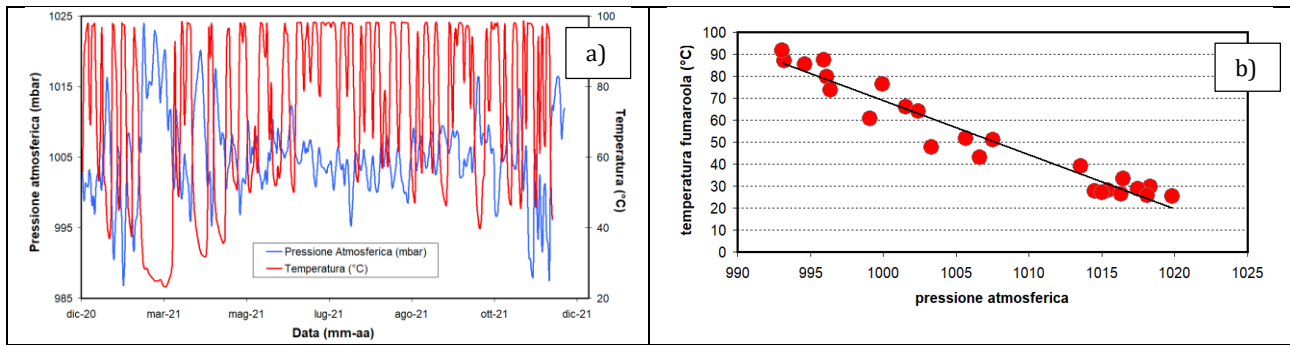 1025
1015
1005
995
985
Pressione atmosferica (mbar)
100
80
60
40
20
Temperatura (°C)
a)
Pressione Atmosferica (mbar)
Temperatura (°C)
dic-20
mar-21
mag-21
lug-21
ago-21
ott-21
dic-21
Data (mm-aa)
b)
100
90
80
70
60
50
40
30
20
10
0
temperatura fumaroola (°C)
990
995
1000
1005
1010
1015
1020
1025
pressione atmosferica